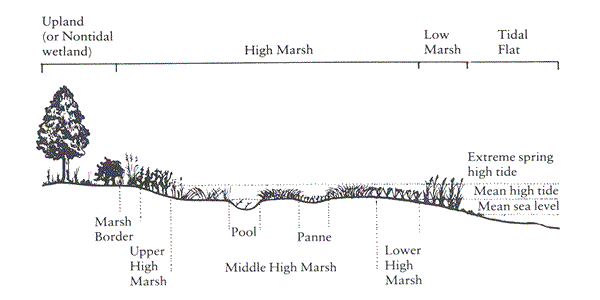 Upland
(or Nontidal
wetland)
High Marsh
Low
Marsh
Tidal
Flat
Extreme spring
high tide
Mean high tide
Mean sea level
Marsh
Border
Upper
High
Marsh
Pool
Panne
Middle High Marsh
Lower
High
Marsh